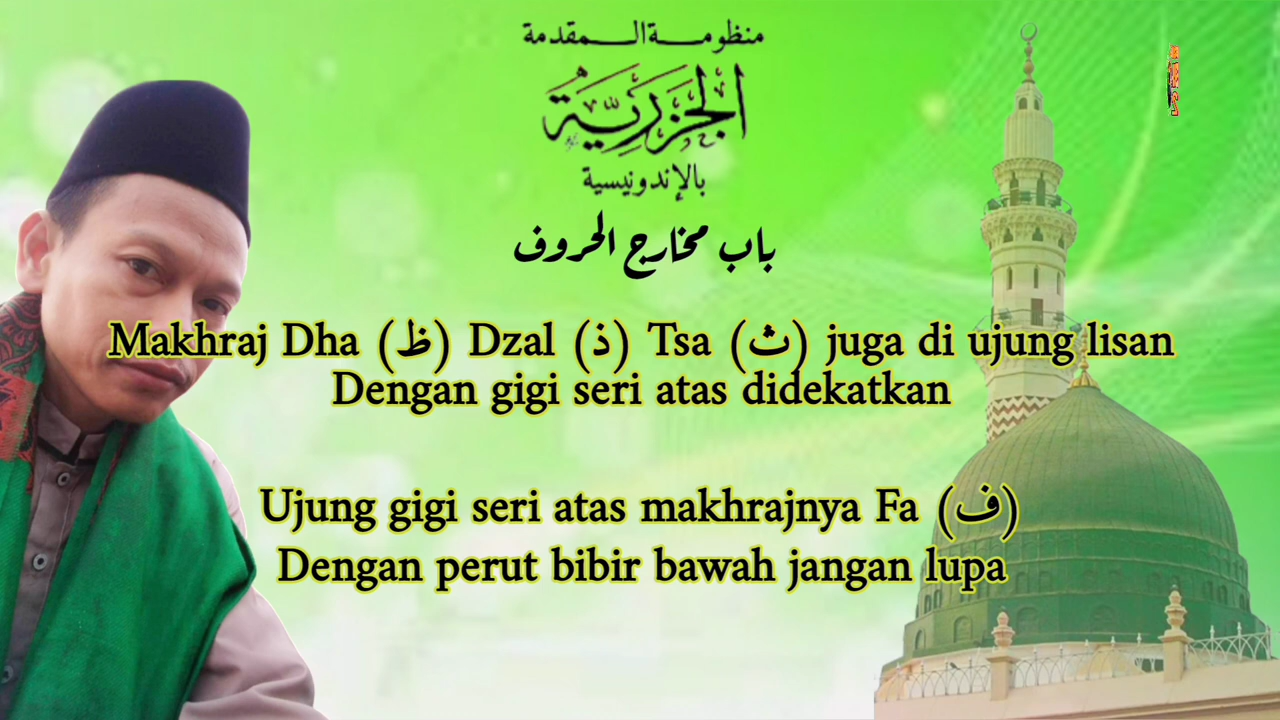 منظومة المقدمة
الجزرية
بالإندونيسية
باب مخارج الحروف
Makhraj Dha (ظ) Dzal (ذ) Tsa (ث) juga di ujung lisan
Dengan gigi seri atas didekatkan
Ujung gigi seri atas makhrajnya Fa (ف)
Dengan perut bibir bawah jangan lupa